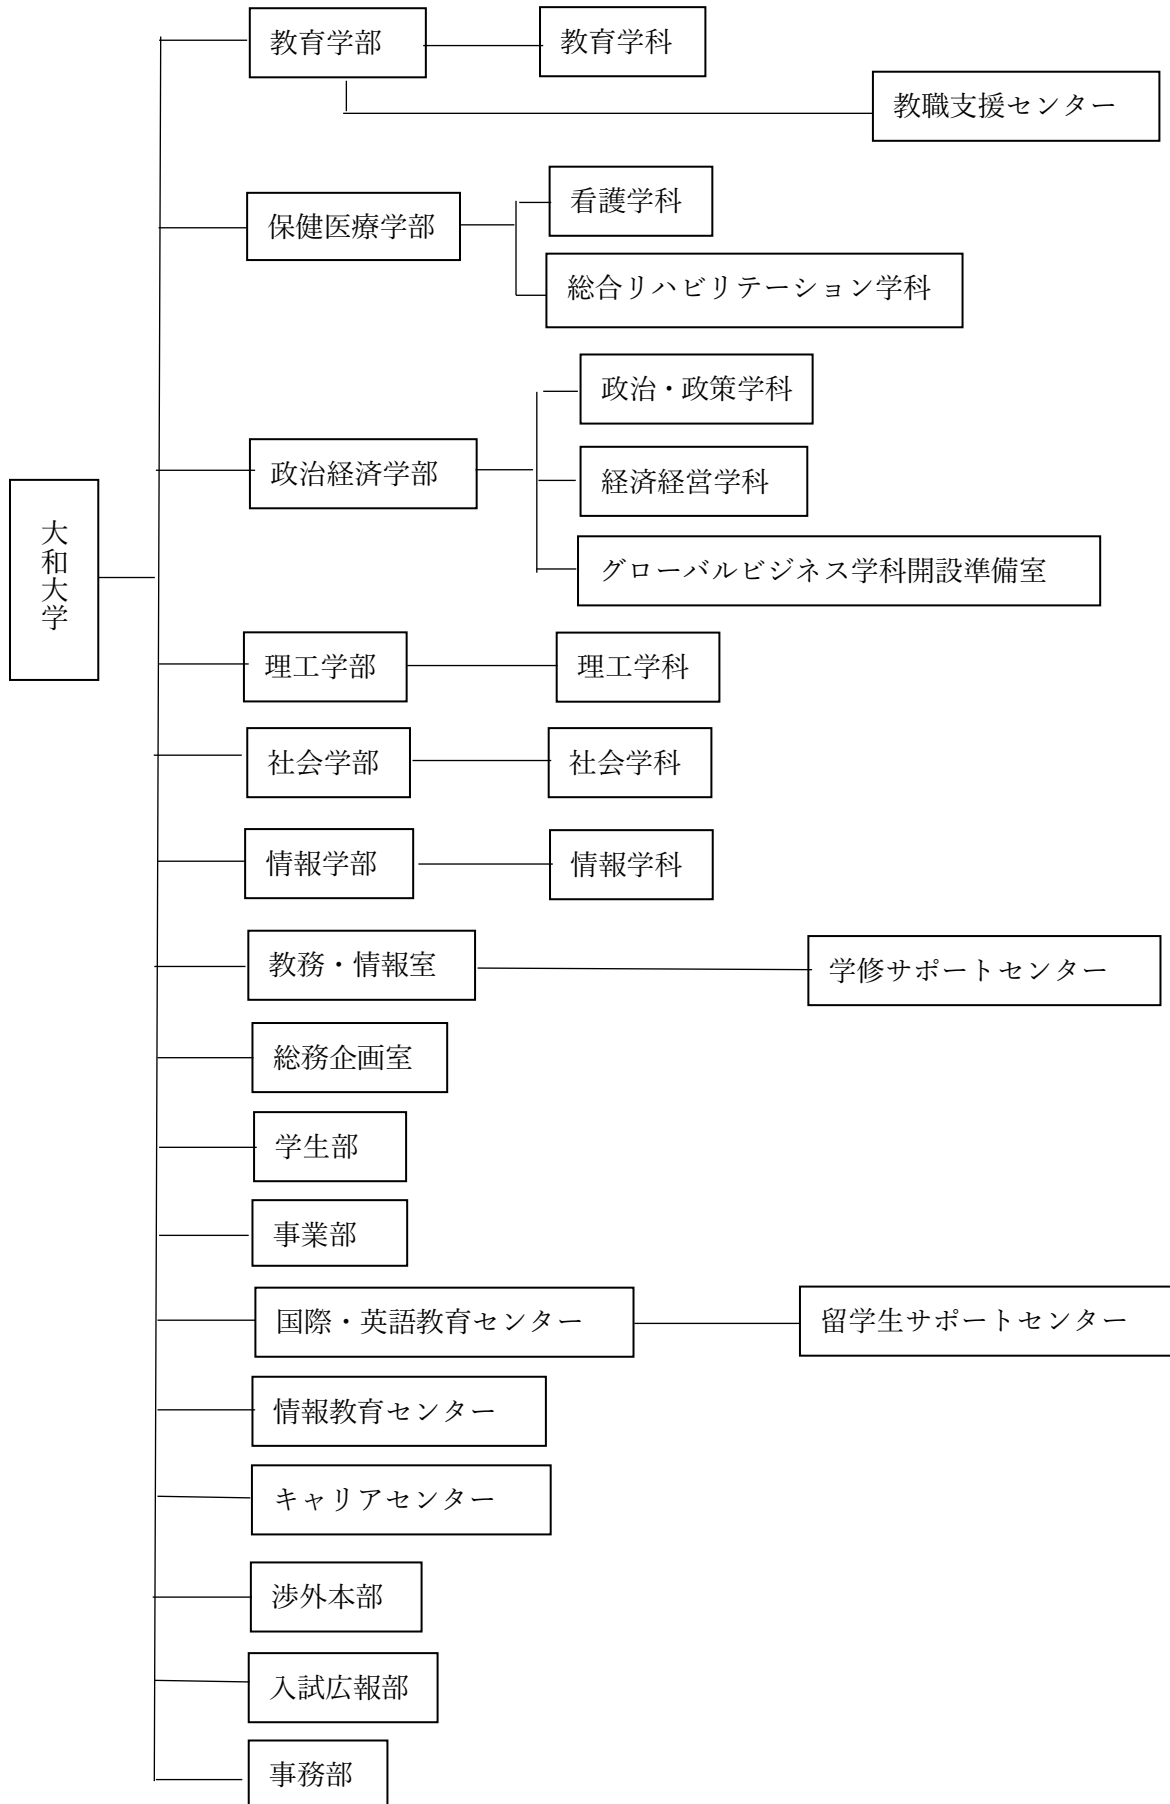 教育学部
教育学科
教職支援センター
保健医療学部
看護学科
総合リハビリテーション学科
政治経済学部
政治・政策学科
経済経営学科
グローバルビジネス学科開設準備室
大和大学
理工学部
理工学科
社会学部
社会学科
情報学部
情報学科
教務・情報室
学修サポートセンター
総務企画室
学生部
事業部
国際・英語教育センター
留学生サポートセンター
情報教育センター
キャリアセンター
渉外本部
入試広報部
事務部